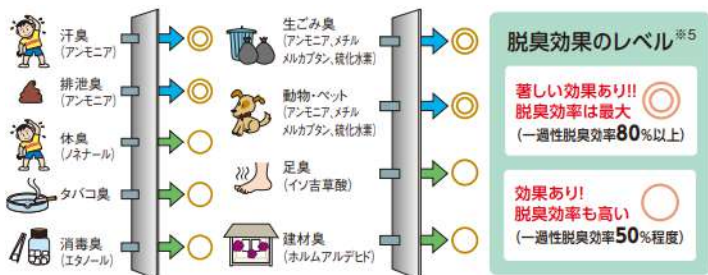 汗臭
(アンモニア)
排泄臭
(アンモニア)
休臭
(ノネナール)
タバコ臭
消毒臭
(エタノール)
生ごみ臭
(アンモニア、メチル
メルカプタン、硫化水素)
動物・ペット
(アンモニア、メチル
メルカプタン、硫化水素)
足臭
(イソ吉草酸)
建材臭
(ホルムアルデヒド)
脱臭効果のレベル※5
著しい効果あり!!
脱臭効率は最大
(一過性脱臭効率80%以上)
効果あり!
脱臭効率も高い
(一過性脱臭効率50%程度)